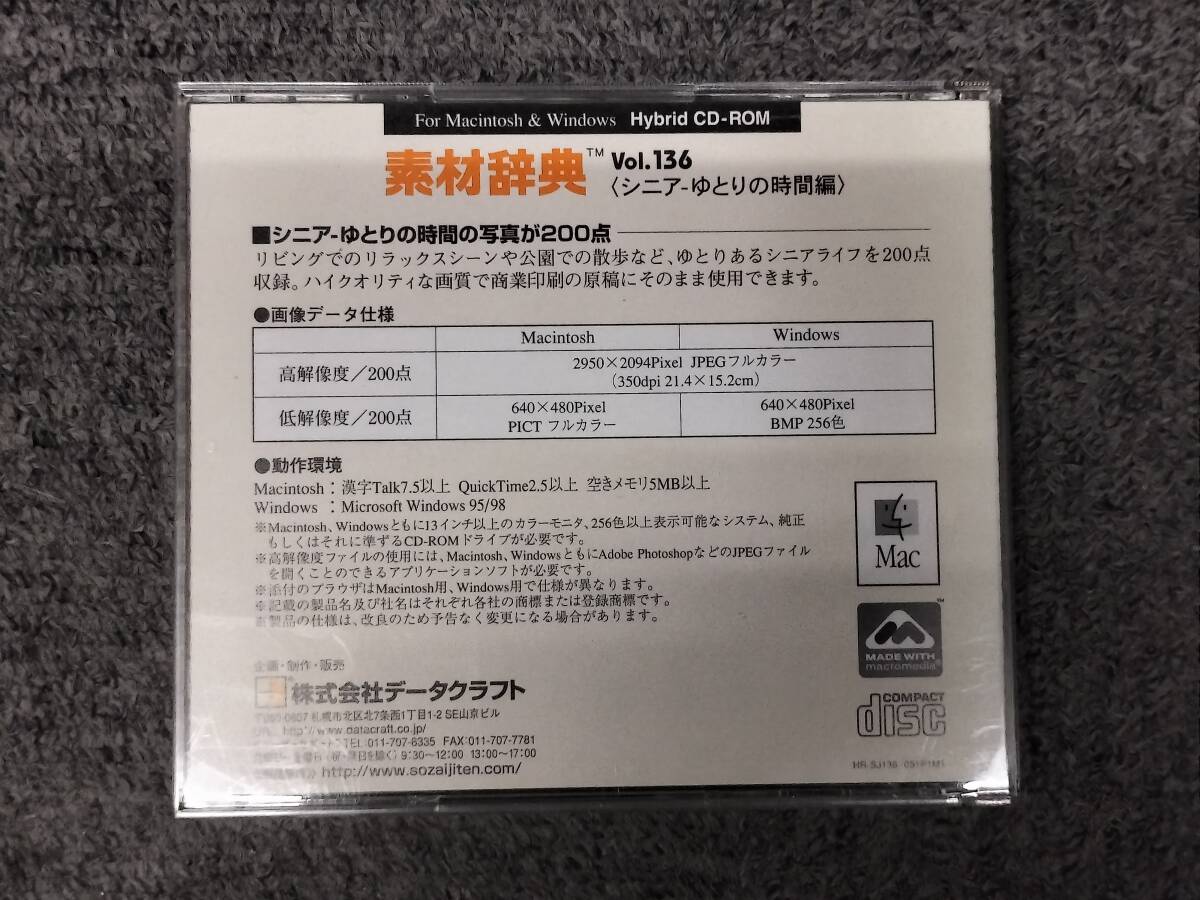 For Macintosh & Windows Hybrid CD-ROM
素材辞典™ Vol.136
〈シニア-ゆとりの時間編〉
■シニア-ゆとりの時間の写真が200点
リビングでのリラックスシーンや公園での散歩など、ゆとりあるシニアライフを200点
収録。ハイクオリティな画質で商業印刷の原稿にそのまま使用できます。
●画像データ仕様
Macintosh Windows
高解像度／200点 2950×2094Pixel JPEGフルカラー
（350dpi 21.4×15.2cm）
低解像度／200点 640×480Pixel 640×480Pixel
PICT フルカラー BMP 256色
●動作環境
Macintosh：漢字Talk7.5以上 QuickTime2.5以上 空きメモリ5MB以上
Windows ：Microsoft Windows 95/98
※Macintosh、Windowsともに13インチ以上のカラーモニタ、256色以上表示可能なシステム、純正
もしくはそれに準ずるCD-ROMドライブが必要です。
※高解像度ファイルの使用には、Macintosh、WindowsともにAdobe PhotoshopなどのJPEGファイル
を開くことのできるアプリケーションソフトが必要です。
※添付のブラウザはMacintosh用、Windows用で仕様が異なります。
※記載の製品名及び社名はそれぞれ各社の商標または登録商標です。
※製品の仕様は、改良のため予告なく変更になる場合があります。
Mac
MADE WITH
macromedia®
企画・制作・販売
株式会社データクラフト
札幌市北区北7条西1丁目1-2 SE山京ビル
http://www.datacraft.co.jp/
TEL:011-707-6335 FAX:011-707-7781
9:30〜12:00 13:00〜17:00
http://www.sozaijiten.com/
COMPACT
disc
HR-SJ136